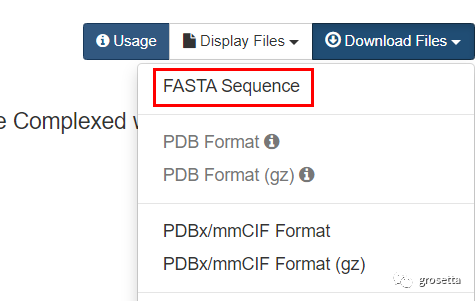 Usage Display Files Download Files
FASTA Sequence
e Complexed w
PDB Format
PDB Format (gz)
PDBx/mmCIF Format
PDBx/mmCIF Format (gz)
grosetta